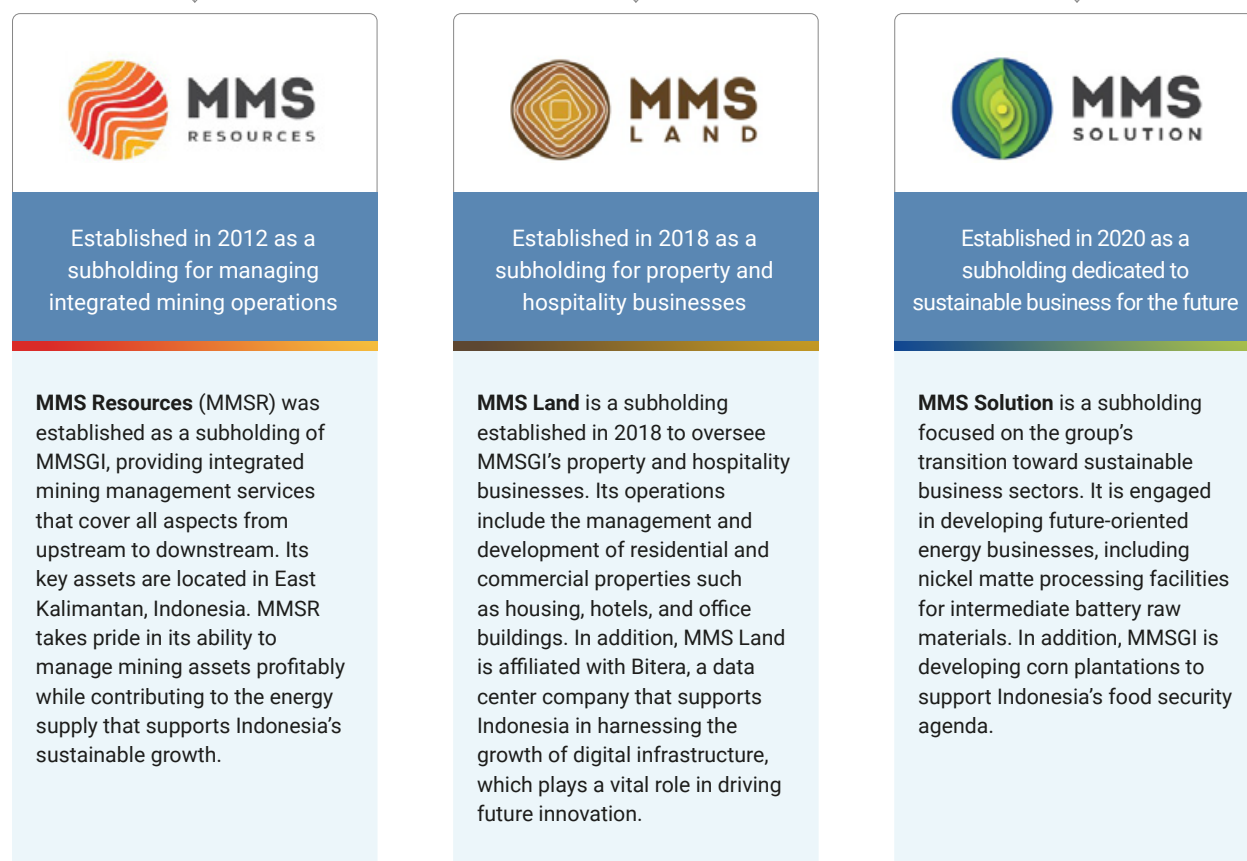 MMS
RESOURCES
Established in 2012 as a
subholding for managing
integrated mining operations
MMS Resources (MMSR) was
established as a subholding of
MMSGI, providing integrated
mining management services
that cover all aspects from
upstream to downstream. Its
key assets are located in East
Kalimantan, Indonesia. MMSR
takes pride in its ability to
manage mining assets profitably
while contributing to the energy
supply that supports Indonesia's
sustainable growth.
MMS
LAND
Established in 2018 as a
subholding for property and
hospitality businesses
MMS Land is a subholding
established in 2018 to oversee
MMSGI's property and hospitality
businesses. Its operations
include the management and
development of residential and
commercial properties such
as housing, hotels, and office
buildings. In addition, MMS Land
is affiliated with Bitera, a data
center company that supports
Indonesia in harnessing the
growth of digital infrastructure,
which plays a vital role in driving
future innovation.
MMS
SOLUTION
Established in 2020 as a
subholding dedicated to
sustainable business for the future
MMS Solution is a subholding
focused on the group's
transition toward sustainable
business sectors. It is engaged
in developing future-oriented
energy businesses, including
nickel matte processing facilities
for intermediate battery raw
materials. In addition, MMSGI is
developing corn plantations to
support Indonesia's food security
agenda.